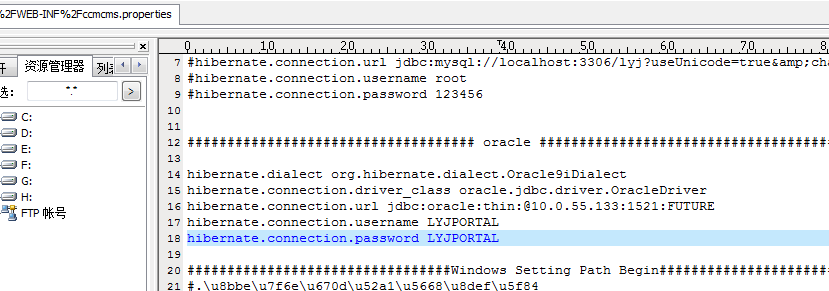 %2FWEB-INF%2Fccmcms.properties
开 资源管理器 列表
选: *.*
C:
D:
E:
F:
G:
H:
FTP 帐号
0 10 20 30 40 50 60 70 8
7 #hibernate.connection.url jdbc:mysql://localhost:3306/lyj?useUnicode=true&amp;cha
8 #hibernate.connection.username root
9 #hibernate.connection.password 123456
10
11
12 #################################### oracle #####################################
13
14 hibernate.dialect org.hibernate.dialect.Oracle9iDialect
15 hibernate.connection.driver_class oracle.jdbc.driver.OracleDriver
16 hibernate.connection.url jdbc:oracle:thin:@10.0.55.133:1521:FUTURE
17 hibernate.connection.username LYJPORTAL
18 hibernate.connection.password LYJPORTAL
19
20 #################################Windows Setting Path Begin######################
21 #.\u8bbe\u7f6e\u670d\u52a1\u5668\u8def\u5f84